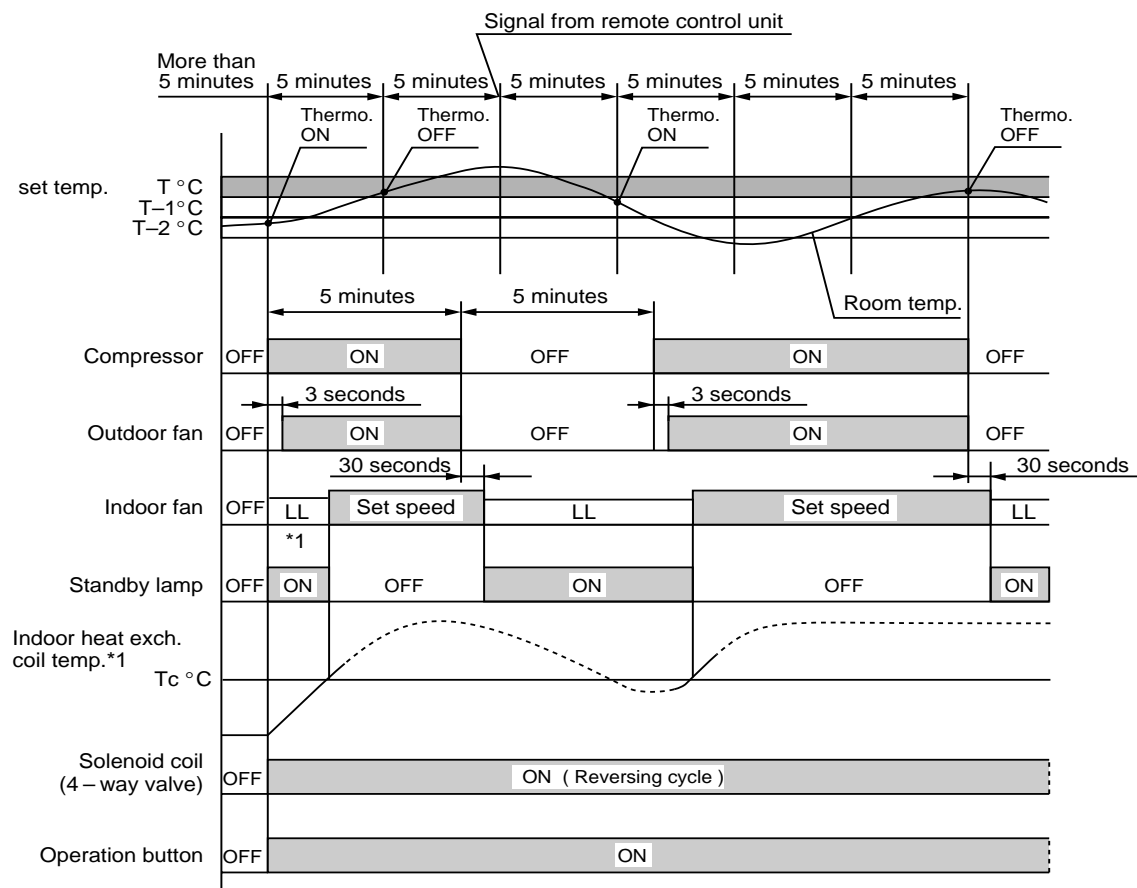 Signal from remote control unit
More than
5 minutes 5 minutes 5 minutes 5 minutes 5 minutes 5 minutes 5 minutes
Thermo. ON
Thermo. OFF
Thermo. ON
Thermo. OFF
set temp. T °C
T–1°C
T–2 °C
5 minutes 5 minutes
Room temp.
Compressor OFF ON OFF ON OFF
3 seconds 3 seconds
Outdoor fan OFF ON OFF ON OFF
30 seconds 30 seconds
Indoor fan OFF LL Set speed LL Set speed LL
*1
Standby lamp OFF ON OFF ON OFF ON
Indoor heat exch.
coil temp.*1
Tc °C
Solenoid coil
(4 – way valve) OFF ON ( Reversing cycle )
Operation button OFF ON